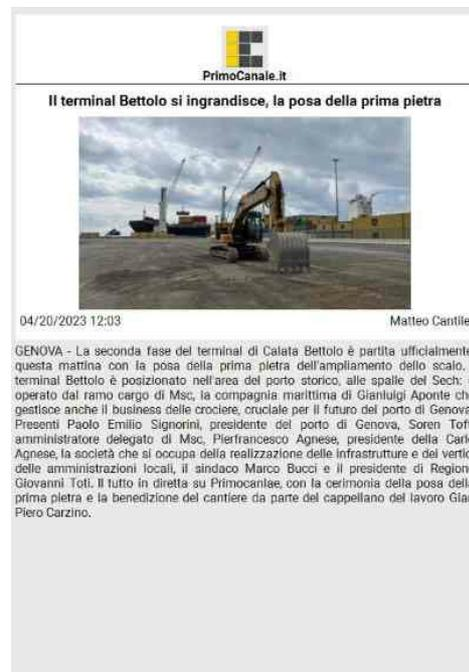 PrimoCanale.it
Il terminal Bettolo si ingrandisce, la posa della prima pietra
04/20/2023 12:03 Matteo Cantile
GENOVA - La seconda fase del terminal di Calata Bettolo è partita ufficialmente
questa mattina con la posa della prima pietra dell'ampliamento dello scalo.
terminal Bettolo è posizionato nell'area del porto storico, alle spalle del Sech:
operato dal ramo cargo di Msc, la compagnia marittima di Gianluigi Aponte che
gestisce anche il business delle crociere, cruciale per il futuro del porto di Genova
Presenti Paolo Emilio Signorini, presidente del porto di Genova, Soren Toft
amministratore delegato di Msc, Pierfrancesco Agnese, presidente della Carlo
Agnese, la società che si occupa della realizzazione delle infrastrutture e dei vertic
delle amministrazioni locali, il sindaco Marco Bucci e il presidente di Region
Giovanni Toti. Il tutto in diretta su Primocanlae, con la cerimonia della posa della
prima pietra e la benedizione del cantiere da parte del cappellano del lavoro Gian
Piero Carzino.